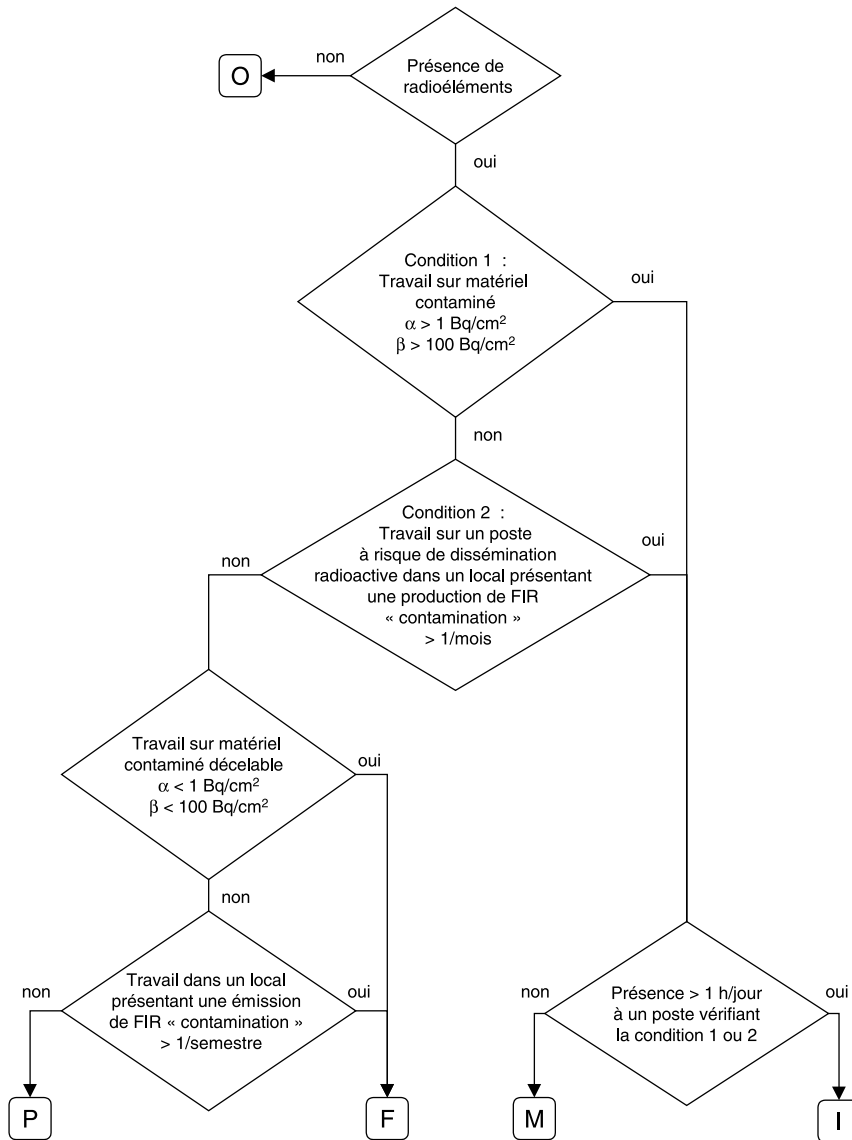 non
O
Présence de
radioéléments
oui
Condition 1 :
Travail sur matériel
contaminé
α > 1 Bq/cm²
β > 100 Bq/cm²
oui
non
Condition 2 :
Travail sur un poste
à risque de dissémination
radioactive dans un local présentant
une production de FIR
« contamination »
> 1/mois
non
oui
Travail sur matériel
contaminé décelable
α < 1 Bq/cm²
β < 100 Bq/cm²
oui
non
Travail dans un local
présentant une émission
de FIR « contamination »
> 1/semestre
non
oui
Présence > 1 h/jour
à un poste vérifiant
la condition 1 ou 2
non
oui
P
F
M
I